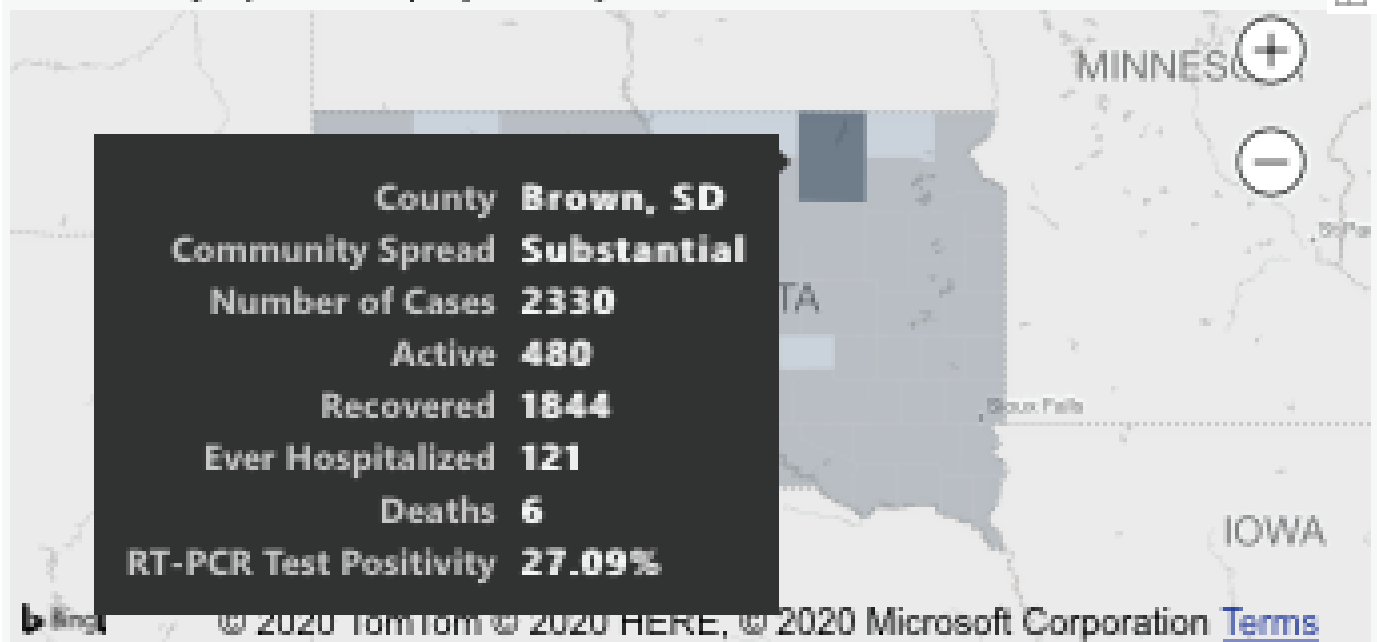 MINNES
County Brown, SD
Community Spread Substantial
Number of Cases 2330
TA
Active 480
Recovered 1844
Sioux Falls
Ever Hospitalized 121
Deaths 6
IOWA
RT-PCR Test Positivity 27.09%
Bing © 2020 TomTom © 2020 HERE, © 2020 Microsoft Corporation Terms